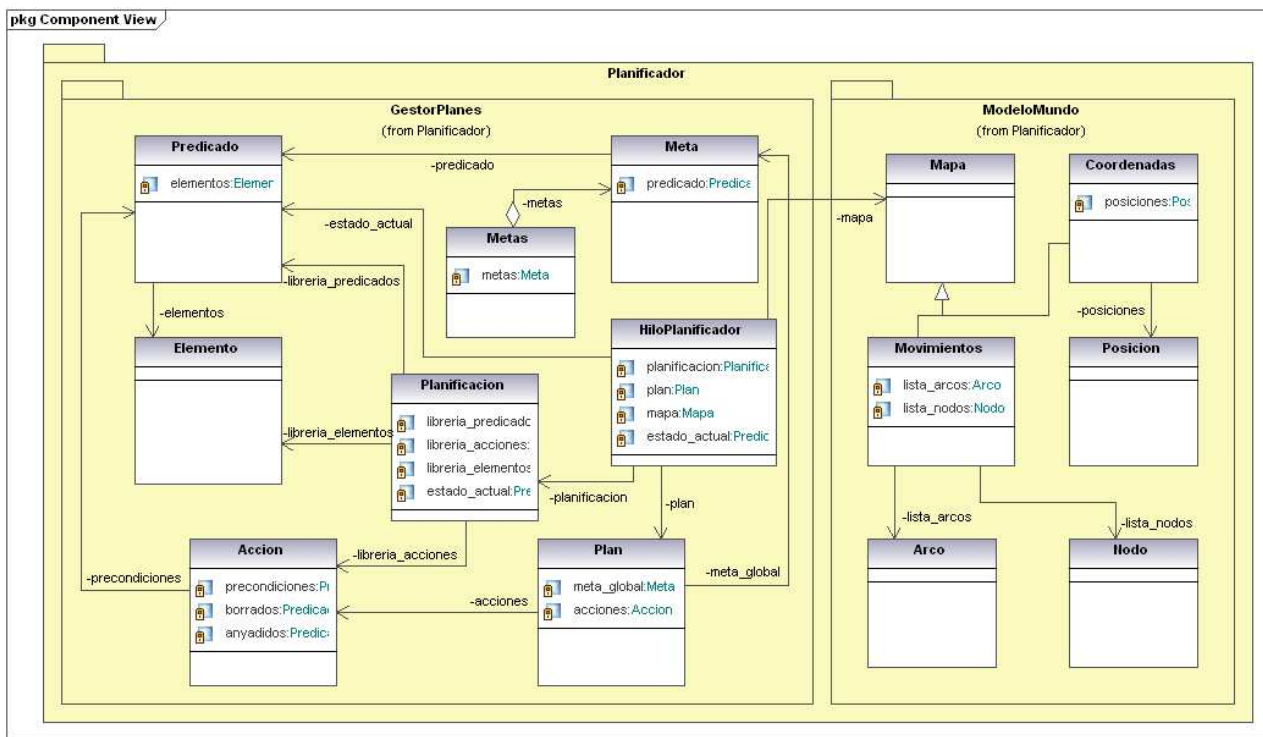 pkg Component View
Planificador
GestorPlanes
(from Planificador)
Predicado
elementos:Elemen
-predicado
Meta
predicado:Predica
-metas
-estado_actual
Metas
metas:Meta
-libreria_predicados
-elementos
Elemento
HiloPlanificador
planificacion:Planifica
plan:Plan
mapa:Mapa
estado_actual:Predic
Planificacion
libreria_predicado
libreria_acciones:
libreria_elementos
estado_actual:Pre
-libreria_elementos
-planificacion
-plan
-libreria_acciones
-precondiciones
Accion
precondiciones:Pr
borrados:Predica
anyadidos:Predica
-acciones
Plan
meta_global:Meta
acciones:Accion
-meta_global
ModeloMundo
(from Planificador)
Mapa
-mapa
Coordenadas
posiciones:Pos
-posiciones
Movimientos
lista_arcos:Arco
lista_nodos:Nodo
Posicion
-lista_arcos
-lista_nodos
Arco
Nodo